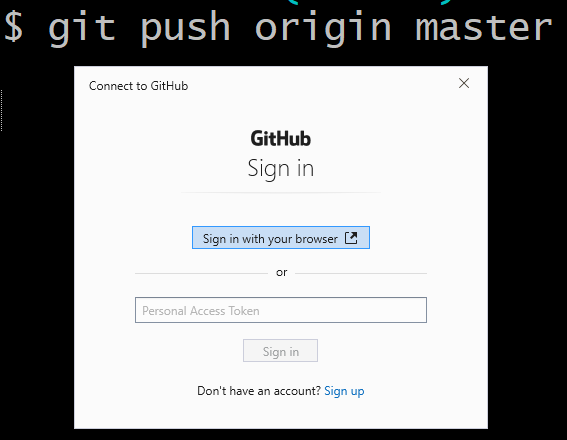 $ git push origin master
Connect to GitHub
GitHub
Sign in
Sign in with your browser
or
Personal Access Token
Sign in
Don't have an account? Sign up